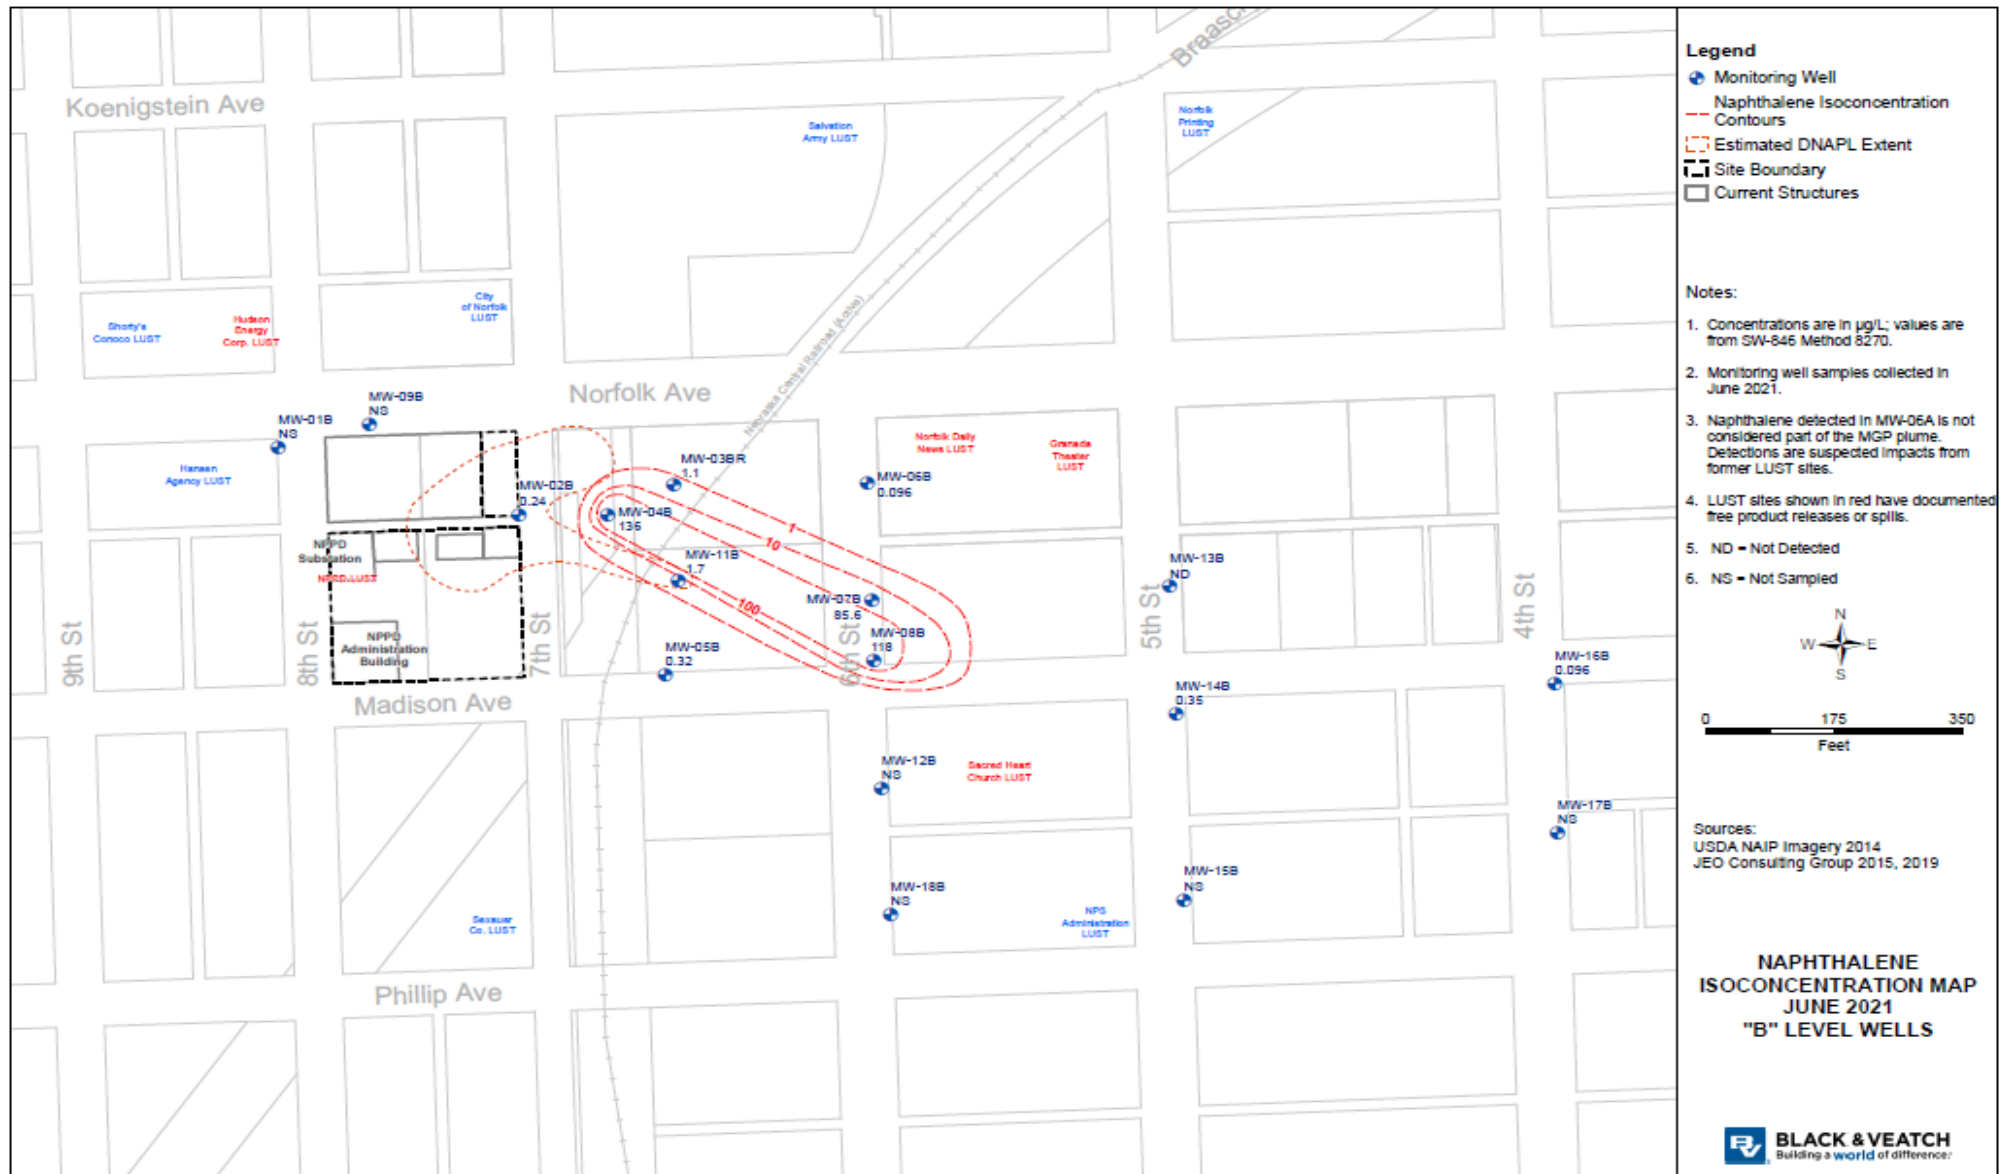 Braasch
Koenigstein Ave
Salvation
Army LUST
Norfolk
Printing
LUST
City
of Norfolk
LUST
Shorty's
Conoco LUST
Hudson
Energy
Corp. LUST
Nebraska Central Railroad (Active)
Norfolk Ave
MW-09B
NS
MW-01B
NS
Hansen
Agency LUST
MW-03BR
1.1
MW-06B
0.096
Norfolk Daily
News LUST
Granada
Theater
LUST
MW-02B
0.24
MW-04B
136
1
10
100
MW-11B
1.7
MW-07B
85.6
MW-08B
118
MW-13B
ND
NPPD
Substation
NPPD LUST
NPPD
Administration
Building
MW-05B
0.32
9th St
8th St
7th St
6th St
5th St
4th St
MW-16B
0.096
MW-14B
0.35
Madison Ave
MW-12B
NS
Sacred Heart
Church LUST
MW-17B
NS
MW-18B
NS
MW-15B
NS
Sexauer
Co. LUST
NPS
Administration
LUST
Phillip Ave
Legend
Monitoring Well
Naphthalene Isoconcentration
Contours
Estimated DNAPL Extent
Site Boundary
Current Structures
Notes:
1. Concentrations are in µg/L; values are
from SW-846 Method 8270.
2. Monitoring well samples collected in
June 2021.
3. Naphthalene detected in MW-06A is not
considered part of the MGP plume.
Detections are suspected impacts from
former LUST sites.
4. LUST sites shown in red have documented
free product releases or spills.
5. ND = Not Detected
6. NS = Not Sampled
N
W E
S
0 175 350
Feet
Sources:
USDA NAIP Imagery 2014
JEO Consulting Group 2015, 2019
NAPHTHALENE
ISOCONCENTRATION MAP
JUNE 2021
"B" LEVEL WELLS
BV
BLACK & VEATCH
Building a world of difference.